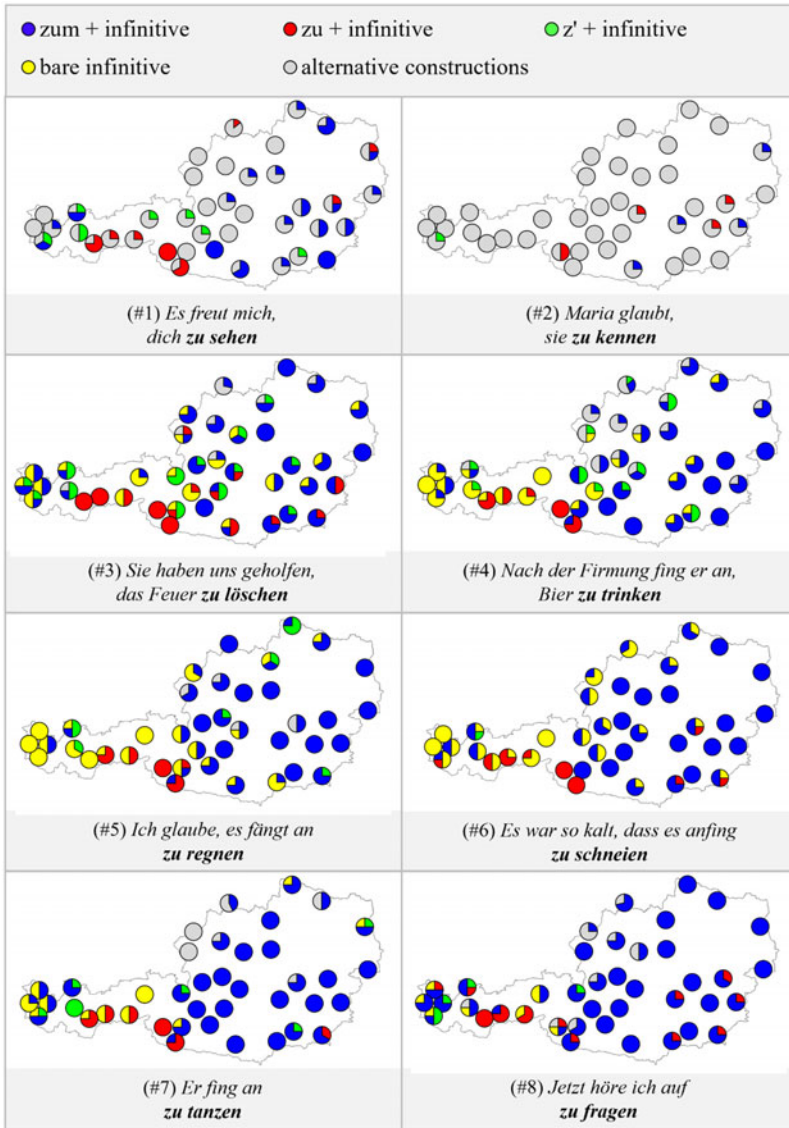 zum + infinitive
zu + infinitive
z' + infinitive
bare infinitive
alternative constructions
(#1) Es freut mich,
dich zu sehen
(#2) Maria glaubt,
sie zu kennen
(#3) Sie haben uns geholfen,
das Feuer zu löschen
(#4) Nach der Firmung fing er an,
Bier zu trinken
(#5) Ich glaube, es fängt an
zu regnen
(#6) Es war so kalt, dass es anfing
zu schneien
(#7) Er fing an
zu tanzen
(#8) Jetzt höre ich auf
zu fragen